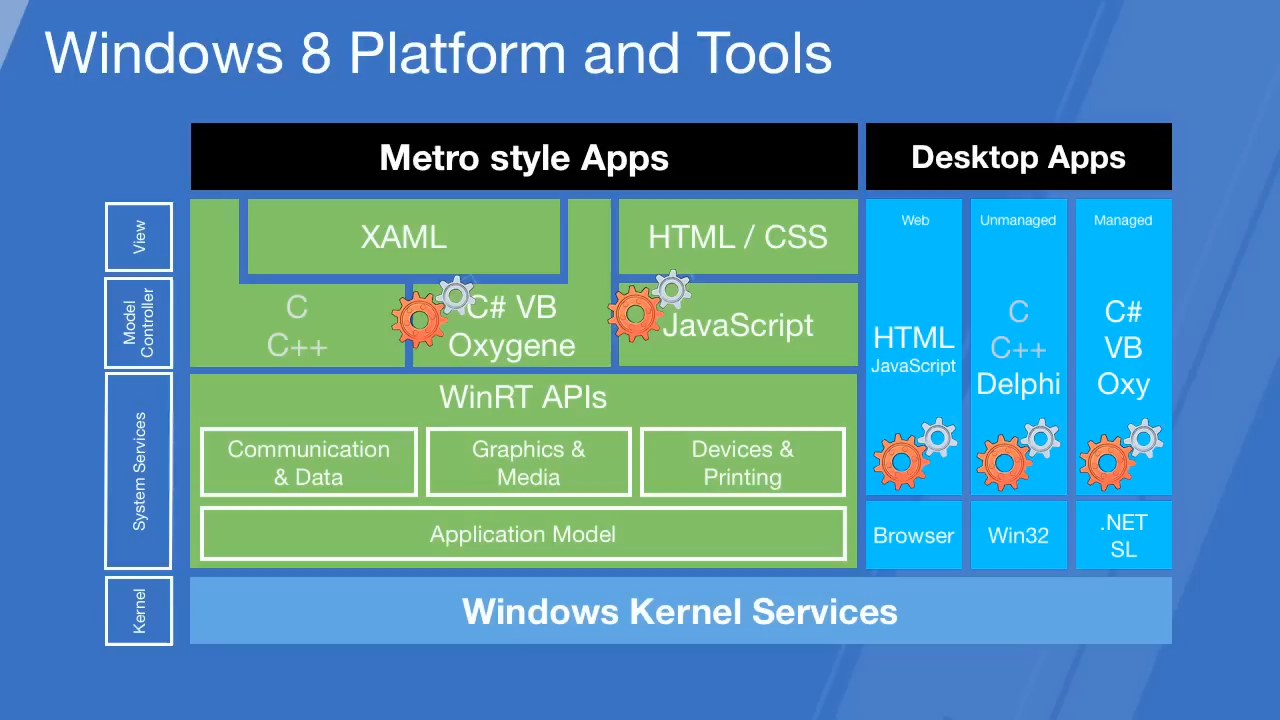 Windows 8 Platform and Tools
Metro style Apps
Desktop Apps
View
XAML
HTML / CSS
Web
Unmanaged
Managed
Model
Controller
C
C++
C# VB
Oxygene
JavaScript
HTML
JavaScript
C
C++
Delphi
C#
VB
Oxy
System Services
WinRT APIs
Communication
& Data
Graphics &
Media
Devices &
Printing
Application Model
Browser
Win32
.NET
SL
Kernel
Windows Kernel Services